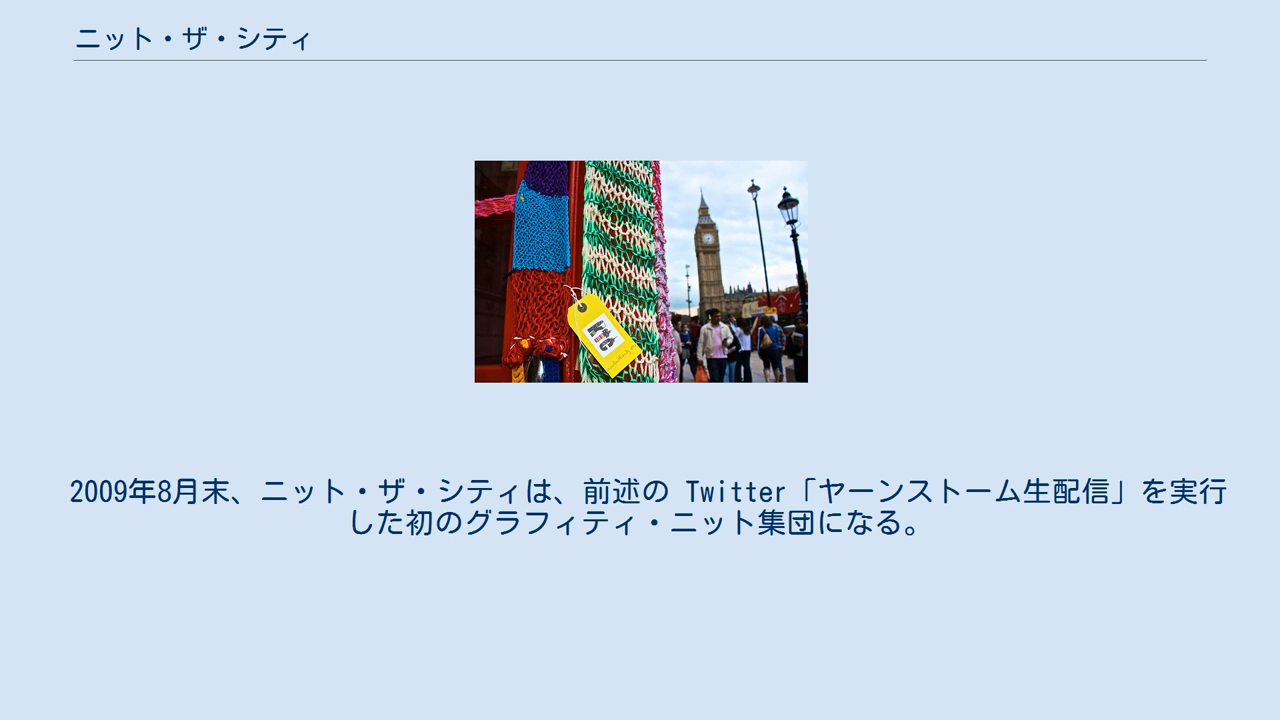 ニット・ザ・シティ
2009年8月末、ニット・ザ・シティは、前述の Twitter「ヤーンストーム生配信」を実行
した初のグラフィティ・ニット集団になる。